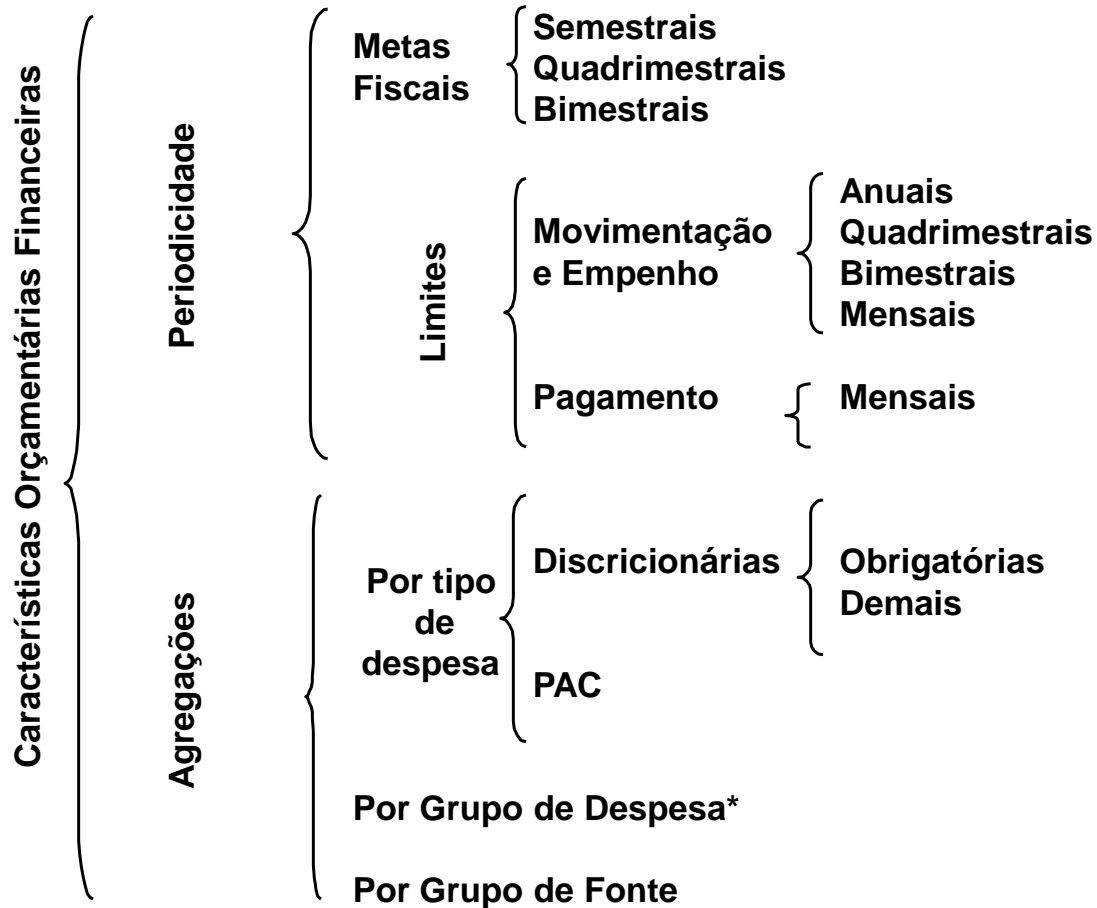 Características Orçamentárias Financeiras
Periodicidade
Metas
Fiscais
Semestrais
Quadrimestrais
Bimestrais
Limites
Movimentação
e Empenho
Anuais
Quadrimestrais
Bimestrais
Mensais
Pagamento
Mensais
Agregações
Por tipo
de
despesa
Discricionárias
Obrigatórias
Demais
PAC
Por Grupo de Despesa*
Por Grupo de Fonte